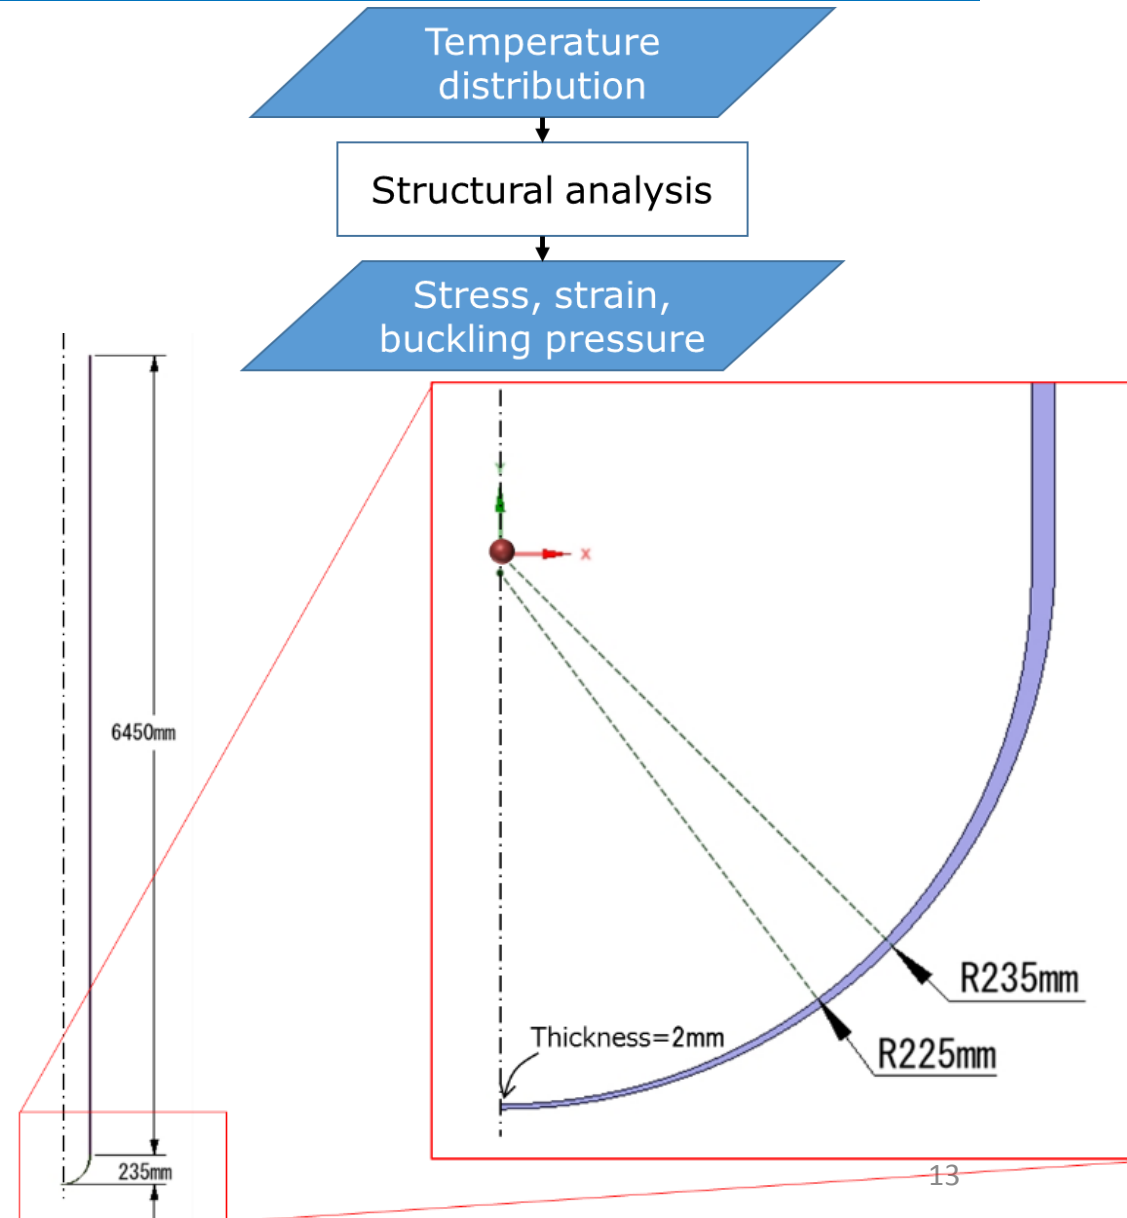 Temperature
distribution
Structural analysis
Stress, strain,
buckling pressure
Y
X
6450mm
R235mm
Thickness=2mm
R225mm
235mm
13